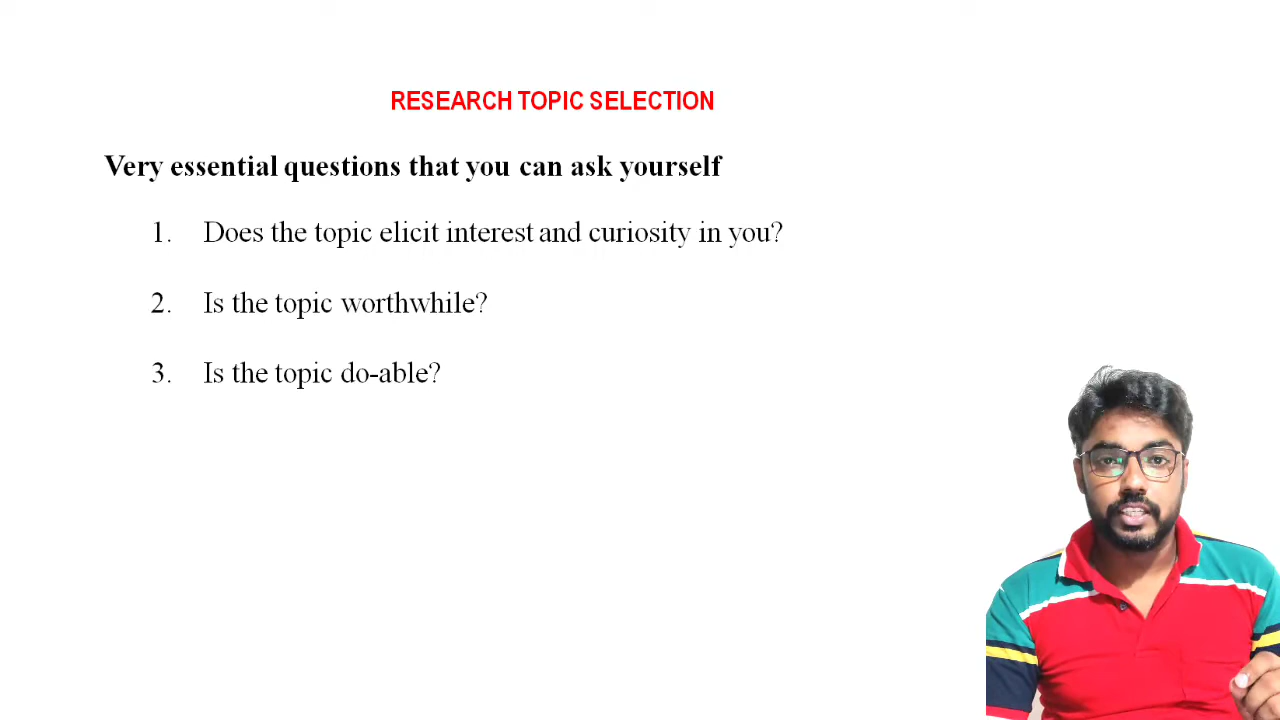 RESEARCH TOPIC SELECTION
Very essential questions that you can ask yourself
1. Does the topic elicit interest and curiosity in you?
2. Is the topic worthwhile?
3. Is the topic do-able?